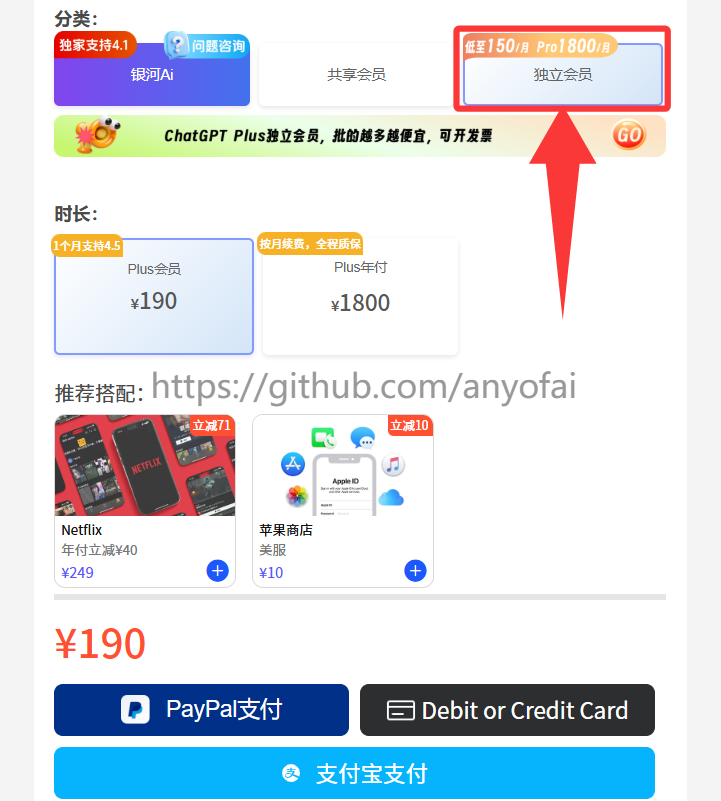 分类：
独家支持4.1
问题咨询
低至150/月 Pro1800/月
银河Ai
共享会员
独立会员
ChatGPT Plus独立会员，批的越多越便宜，可开发票
GO
时长：
1个月支持4.5
按月续费，全程质保
Plus会员
Plus年付
¥190
¥1800
推荐搭配：
https://github.com/anyofai
立减71
立减10
NETFLIX
Apple ID
Netflix
苹果商店
年付立减¥40
美服
¥249
¥10
¥190
PayPal支付
Debit or Credit Card
支付宝支付